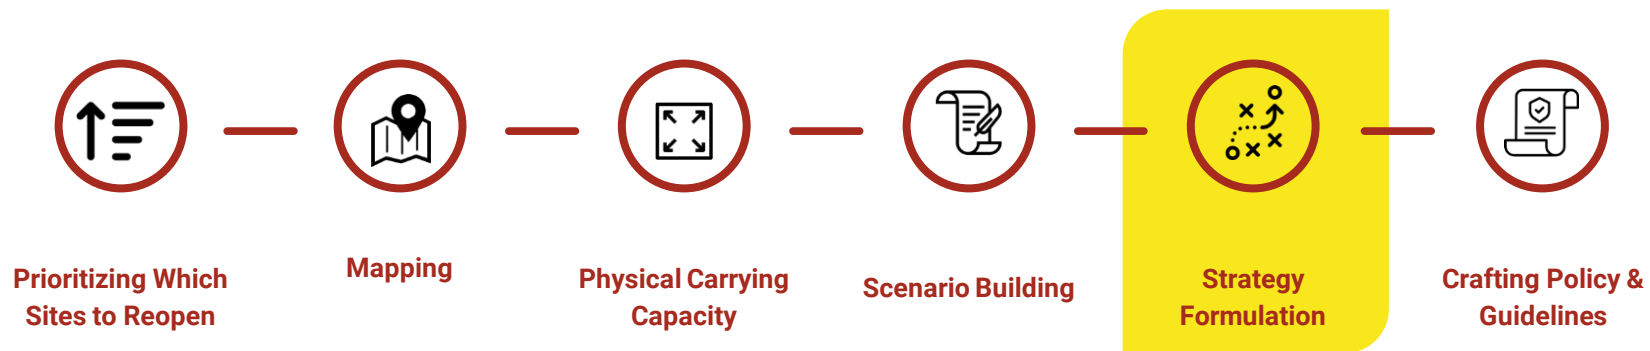 Prioritizing Which
Sites to Reopen
Mapping
Physical Carrying
Capacity
Scenario Building
Strategy
Formulation
Crafting Policy &
Guidelines